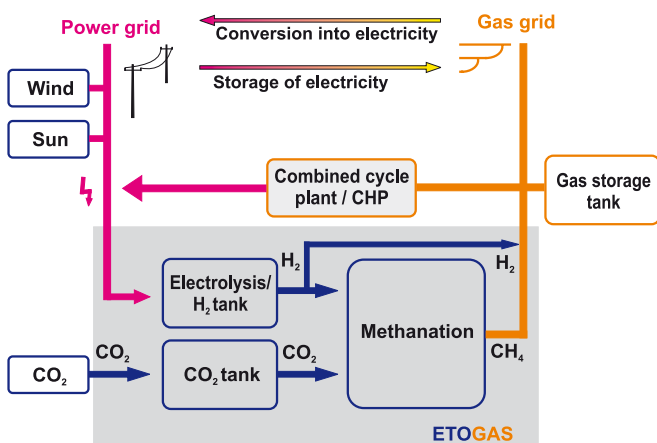 Power grid
Conversion into electricity
Gas grid
Storage of electricity
Wind
Sun
Combined cycle
plant / CHP
Gas storage
tank
H₂
H₂
Electrolysis/
H₂ tank
Methanation
CH₄
CO₂
CO₂
CO₂ tank
CO₂
ETOGAS